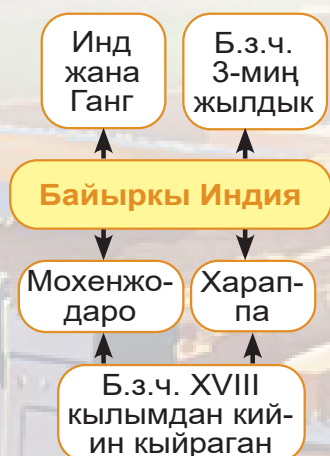 Инд
жана
Ганг
Б.з.ч.
3-миң
жылдык
Байыркы Индия
Мохенжо-
даро
Харап-
па
Б.з.ч. XVIII
кылымдан кий-
ин кыйраган